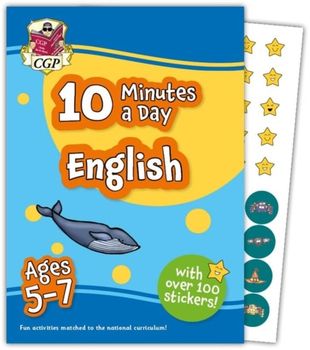 CGP
10 Minutes
a Day
English
Ages
5–7
with
over 100
stickers!
Fun activities matched to the national curriculum!